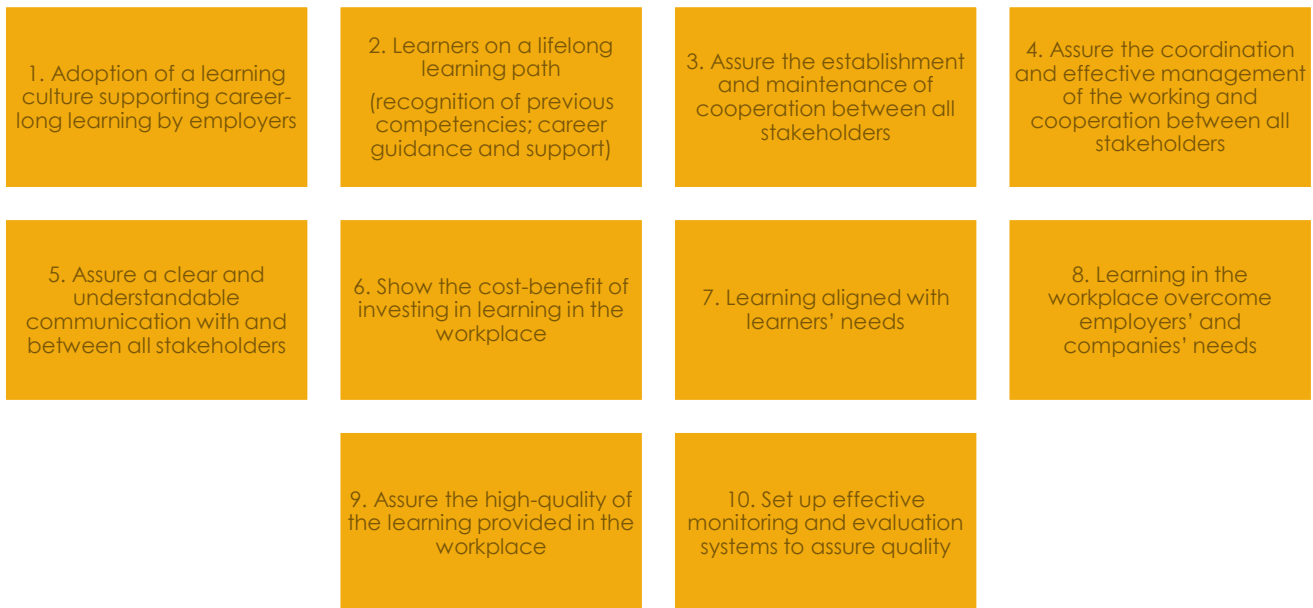 1. Adoption of a learning
culture supporting career-
long learning by employers
2. Learners on a lifelong
learning path
(recognition of previous
competencies; career
guidance and support)
3. Assure the establishment
and maintenance of
cooperation between all
stakeholders
4. Assure the coordination
and effective management
of the working and
cooperation between all
stakeholders
5. Assure a clear and
understandable
communication with and
between all stakeholders
6. Show the cost-benefit of
investing in learning in the
workplace
7. Learning aligned with
learners’ needs
8. Learning in the
workplace overcome
employers’ and
companies’ needs
9. Assure the high-quality of
the learning provided in the
workplace
10. Set up effective
monitoring and evaluation
systems to assure quality